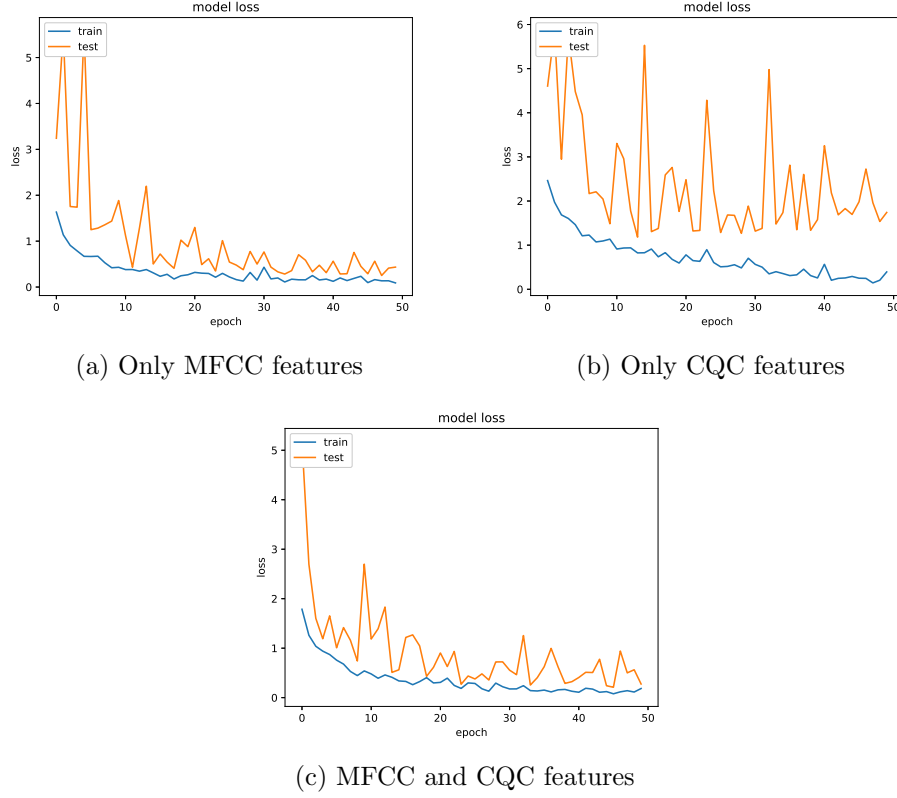 model loss
train
test
loss
5
4
3
2
1
0
0 10 20 30 40 50
epoch
(a) Only MFCC features
model loss
train
test
loss
6
5
4
3
2
1
0
0 10 20 30 40 50
epoch
(b) Only CQC features
model loss
train
test
loss
5
4
3
2
1
0
0 10 20 30 40 50
epoch
(c) MFCC and CQC features